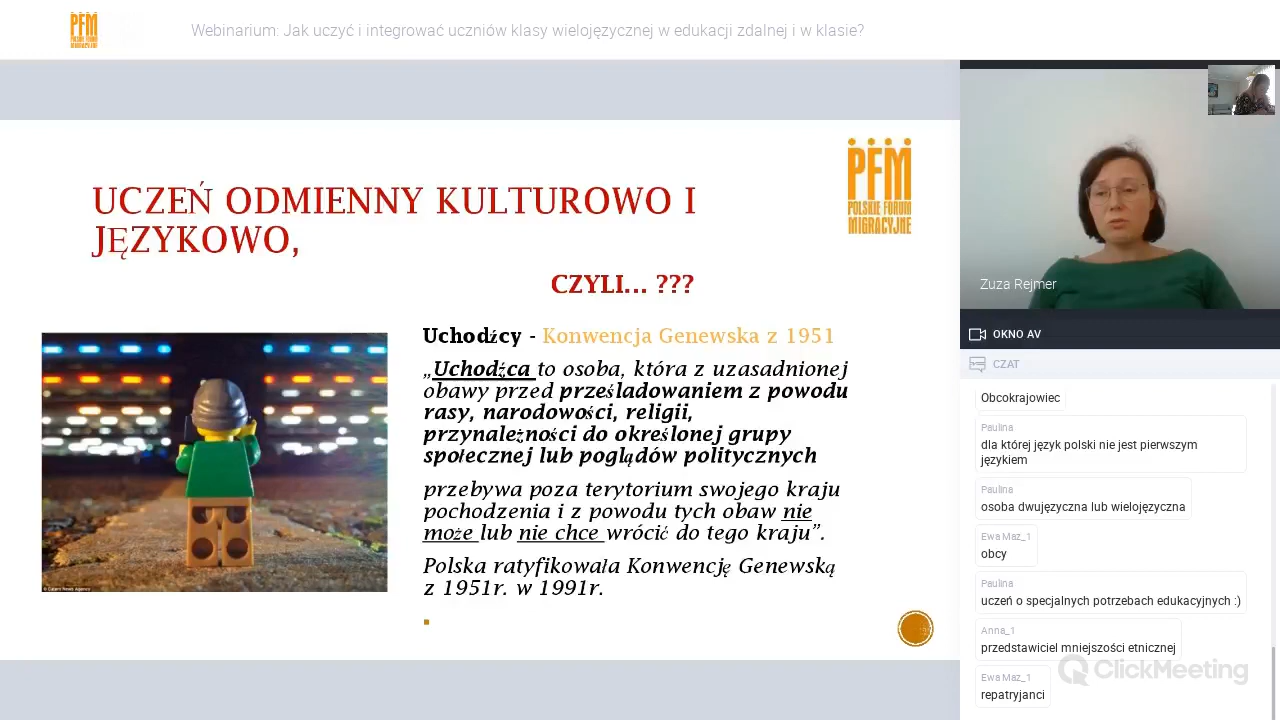 PFM
POLSKIE FORUM
MIGRACYJNE
Webinarium: Jak uczyć i integrować uczniów klasy wielojęzycznej w edukacji zdalnej i w klasie?
PFM
POLSKIE FORUM
MIGRACYJNE
UCZEŃ ODMIENNY KULTUROWO I
JĘZYKOWO,
CZYLI... ???
Uchodźcy - Konwencja Genewska z 1951
„Uchodźca to osoba, która z uzasadnionej
obawy przed prześladowaniem z powodu
rasy, narodowości, religii,
przynależności do określonej grupy
społecznej lub poglądów politycznych
przebywa poza terytorium swojego kraju
pochodzenia i z powodu tych obaw nie
może lub nie chce wrócić do tego kraju”.
Polska ratyfikowała Konwencję Genewską
z 1951r. w 1991r.
Zuza Rejmer
OKNO AV
CZAT
Obcokrajowiec
Paulina
dla której język polski nie jest pierwszym
językiem
Paulina
osoba dwujęzyczna lub wielojęzyczna
Ewa Maz_1
obcy
Paulina
uczeń o specjalnych potrzebach edukacyjnych :)
Anna_1
przedstawiciel mniejszości etnicznej
Ewa Maz_1
repatryjanci
ClickMeeting